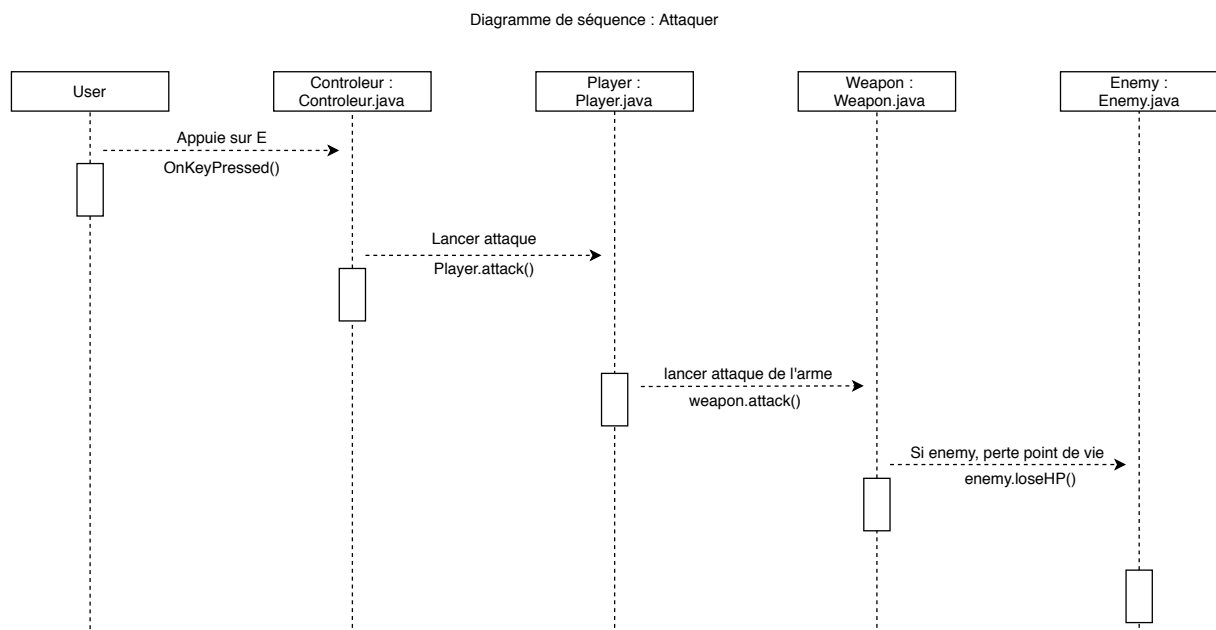 Diagramme de séquence : Attaquer
User
Controleur :
Controleur.java
Player :
Player.java
Weapon :
Weapon.java
Enemy :
Enemy.java
Appuie sur E
OnKeyPressed()
Lancer attaque
Player.attack()
lancer attaque de l'arme
weapon.attack()
Si enemy, perte point de vie
enemy.loseHP()